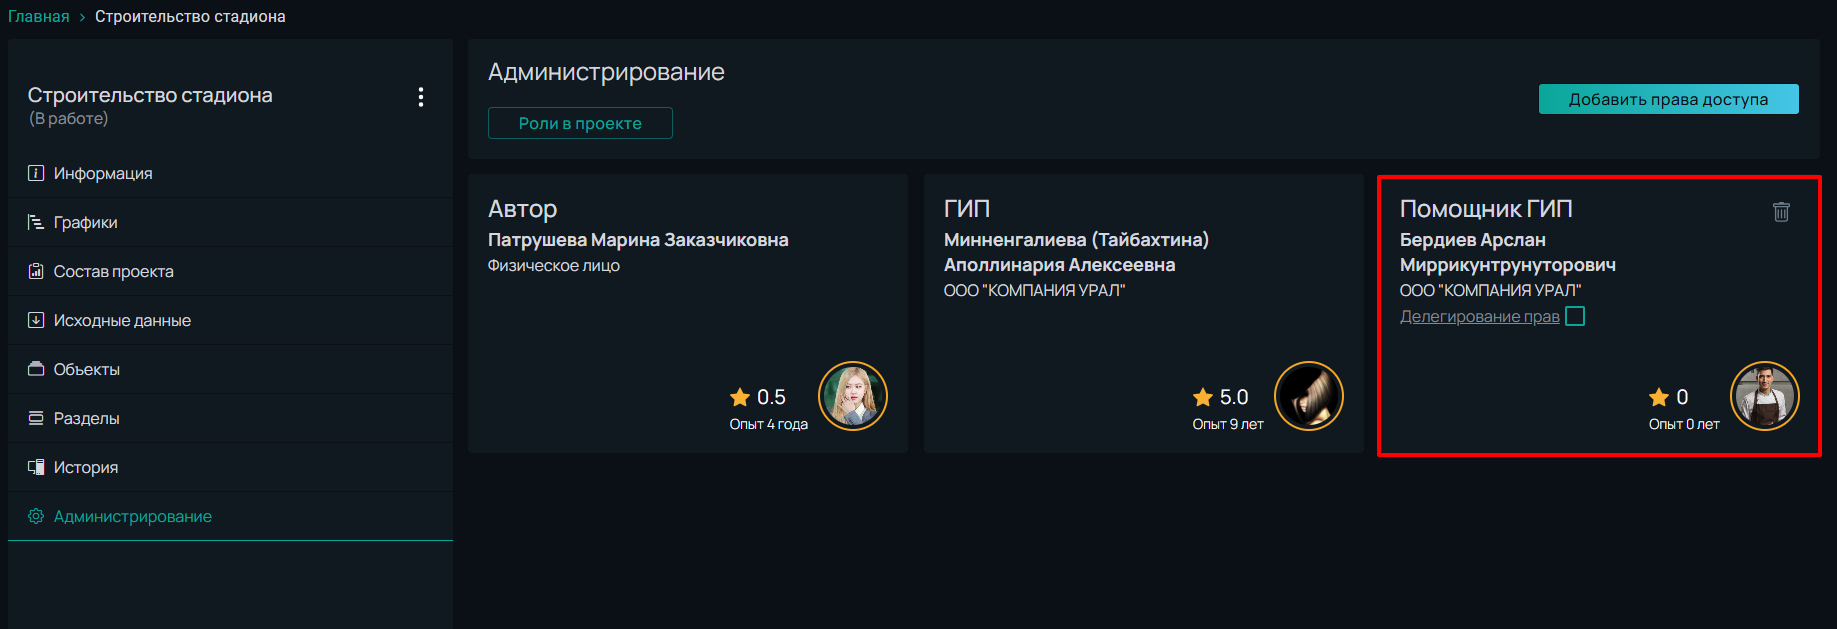 Главная › Строительство стадиона
Строительство стадиона
(В работе)
Информация
Графики
Состав проекта
Исходные данные
Объекты
Разделы
История
Администрирование
Администрирование
Роли в проекте
Добавить права доступа
Автор
Патрушева Марина Заказчиковна
Физическое лицо
0.5
Опыт 4 года
ГИП
Минненгалиева (Тайбахтина)
Аполлинария Алексеевна
ООО "КОМПАНИЯ УРАЛ"
5.0
Опыт 9 лет
Помощник ГИП
Бердиев Арслан
Миррикунтрунуторович
ООО "КОМПАНИЯ УРАЛ"
Делегирование прав
0
Опыт 0 лет